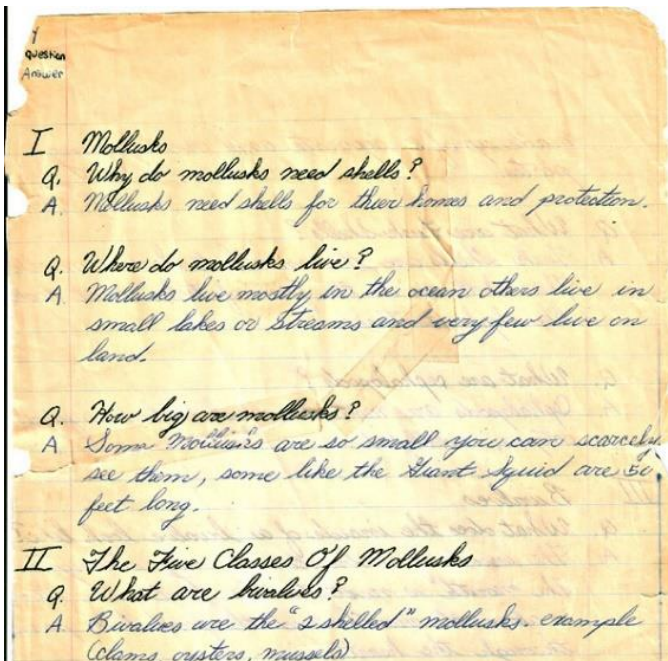 Question
Answer
I Mollusks
Q. Why do mollusks need shells?
A. Mollusks need shells for their homes and protection.
Q. Where do mollusks live?
A. Mollusks live mostly in the ocean others live in
small lakes or streams and very few live on
land.
Q. How big are mollusks?
A Some Mollusks are so small you can scarcely
see them, some like the Giant Squid are 50
feet long.
II The Five Classes Of Mollusks
Q. What are bivalves?
A. Bivalves are the "2 shelled" mollusks. example
(clams, oysters, mussels)